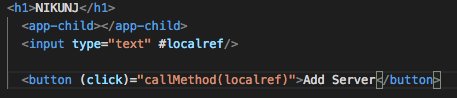 <h1>NIKUNJ</h1>
<app-child></app-child>
<input type="text" #localref/>
<button (click)="callMethod(localref)">Add Server</button>